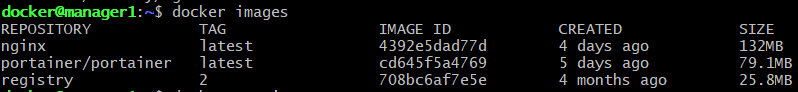 docker@manager1:~$ docker images
REPOSITORY TAG IMAGE ID CREATED SIZE
nginx latest 4392e5dad77d 4 days ago 132MB
portainer/portainer latest cd645f5a4769 5 days ago 79.1MB
registry 2 708bc6af7e5e 4 months ago 25.8MB